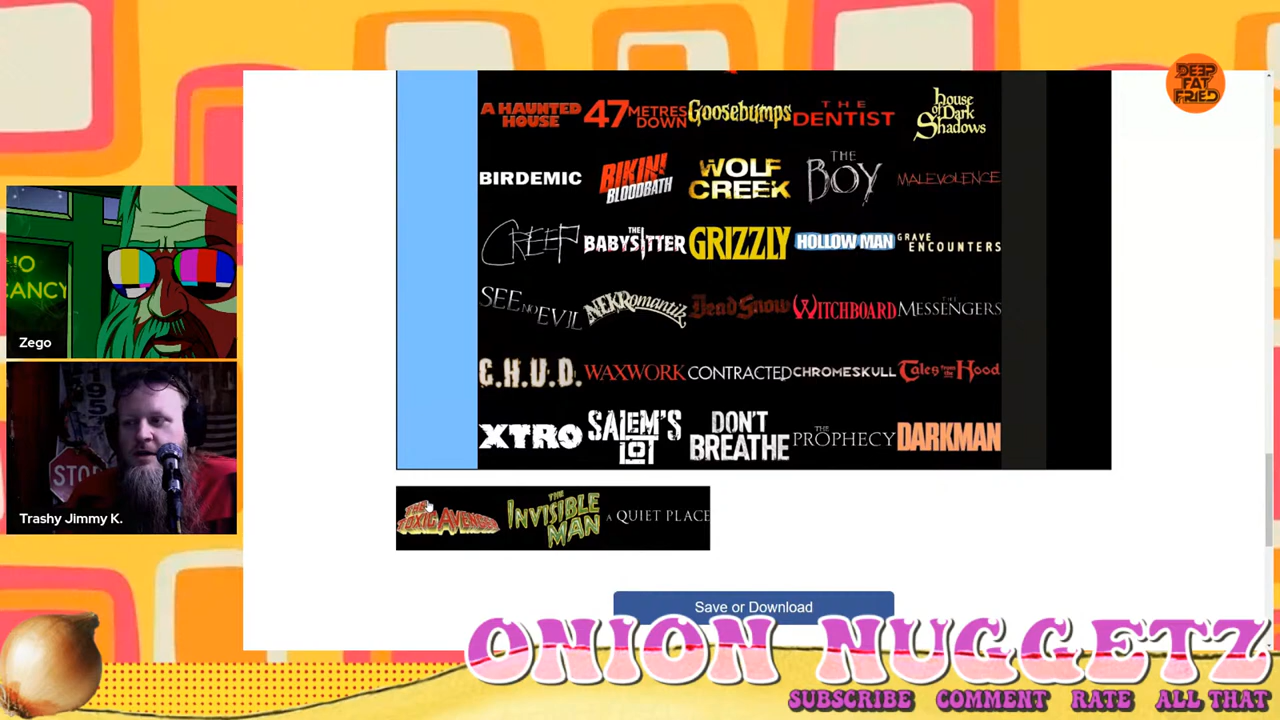 DEEP
FAT
FRIED
A HAUNTED HOUSE 47 METRES DOWN Goosebumps THE DENTIST House of Dark Shadows
BIRDEMIC BIKINI BLOODBATH WOLF CREEK THE BOY MALEVOLENCE
CREEP THE BABYSITTER GRIZZLY HOLLOW MAN GRAVE ENCOUNTERS
SEE NO EVIL NEKRomantik Dead Snow WITCHBOARD THE MESSENGERS
C.H.U.D. WAXWORK CONTRACTED CHROMESKULL Tales from the Hood
XTRO SALEM'S LOT DON'T BREATHE THE PROPHECY DARKMAN
THE TOXIC AVENGER THE INVISIBLE MAN A QUIET PLACE
Save or Download
NO
CANCY
Zego
1955
STOP
Trashy Jimmy K.
ONION NUGGETZ
SUBSCRIBE COMMENT RATE ALL THAT